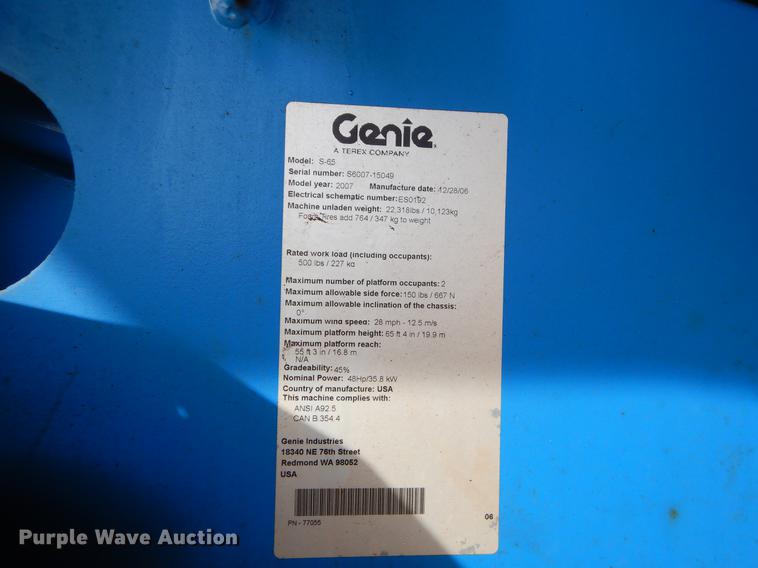 Genie
A TEREX COMPANY
Model: S-65
Serial number: S6007-15049
Model year: 2007 Manufacture date: 12/28/06
Electrical schematic number: ES0192
Machine unladen weight: 22,318lbs / 10,123kg
Foam Tires add 764 / 347 kg to weight
Rated work load (including occupants):
500 lbs / 227 kg
Maximum number of platform occupants: 2
Maximum allowable side force: 150 lbs / 667 N
Maximum allowable inclination of the chassis:
0°
Maximum wind speed: 28 mph - 12.5 m/s
Maximum platform height: 65 ft 4 in / 19.9 m
Maximum platform reach:
55 ft 3 in / 16.8 m
N/A
Gradeability: 45%
Nominal Power: 48Hp/35.8 kW
Country of manufacture: USA
This machine complies with:
ANSI A92.5
CAN B.354.4
Genie Industries
18340 NE 76th Street
Redmond WA 98052
USA
PN - 77055 06
Purple Wave Auction